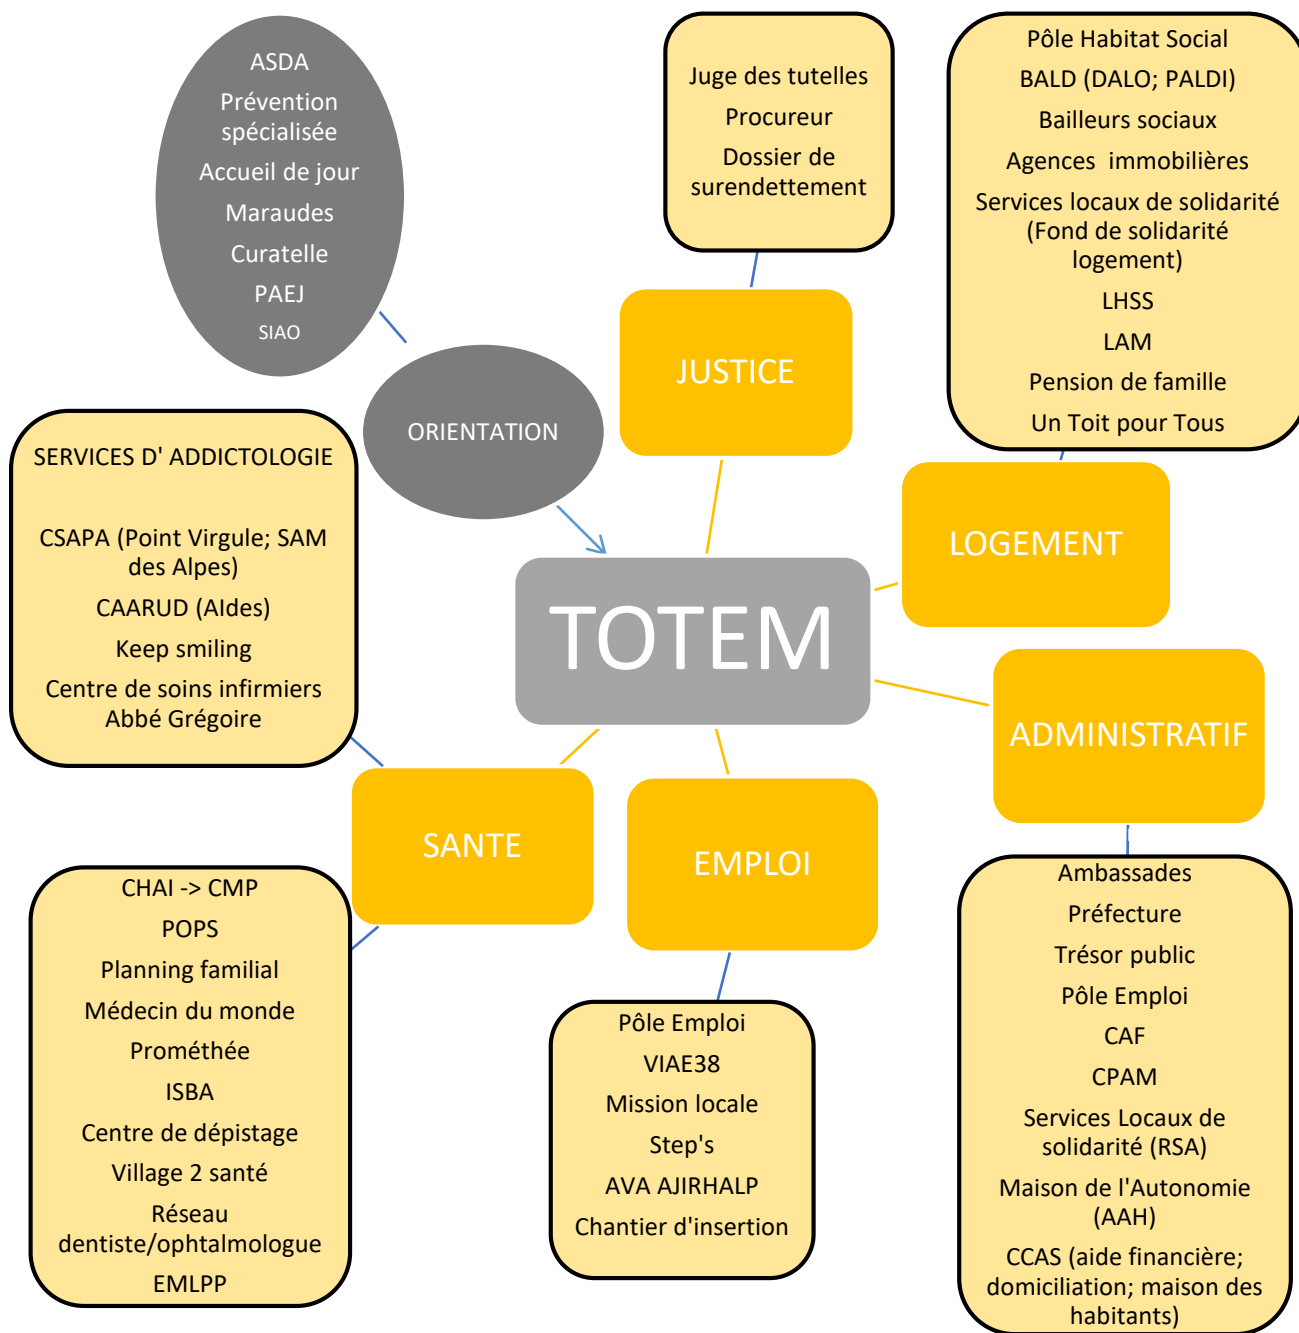 ASDA
Prévention
spécialisée
Accueil de jour
Maraudes
Curatelle
PAEJ
SIAO
ORIENTATION
Juge des tutelles
Procureur
Dossier de
surendettement
JUSTICE
Pôle Habitat Social
BALD (DALO; PALDI)
Bailleurs sociaux
Agences  immobilières
Services locaux de solidarité
(Fond de solidarité
logement)
LHSS
LAM
Pension de famille
Un Toit pour Tous
LOGEMENT
SERVICES D' ADDICTOLOGIE
CSAPA (Point Virgule; SAM
des Alpes)
CAARUD (AIdes)
Keep smiling
Centre de soins infirmiers
Abbé Grégoire
TOTEM
ADMINISTRATIF
SANTE
EMPLOI
CHAI -> CMP
POPS
Planning familial
Médecin du monde
Prométhée
ISBA
Centre de dépistage
Village 2 santé
Réseau
dentiste/ophtalmologue
EMLPP
Pôle Emploi
VIAE38
Mission locale
Step's
AVA AJIRHALP
Chantier d'insertion
Ambassades
Préfecture
Trésor public
Pôle Emploi
CAF
CPAM
Services Locaux de
solidarité (RSA)
Maison de l'Autonomie
(AAH)
CCAS (aide financière;
domiciliation; maison des
habitants)